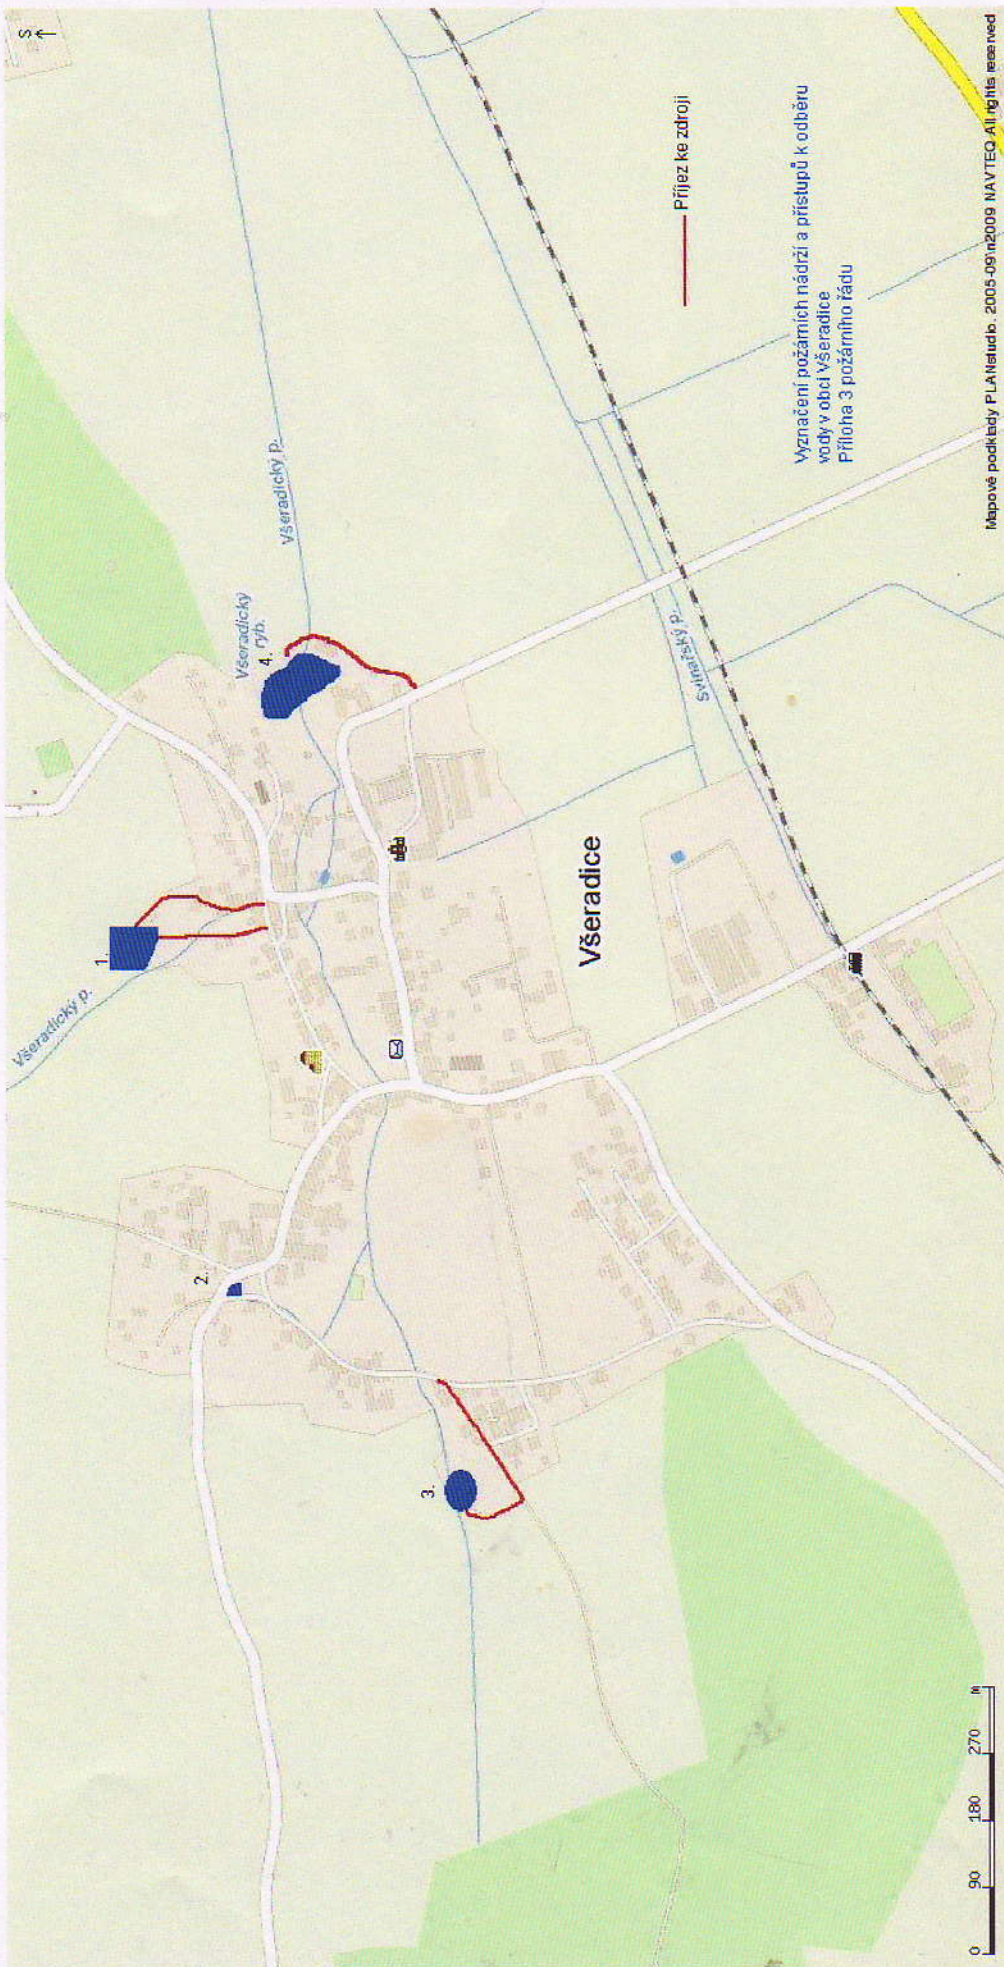 S
Všeradický p.
1.
2.
3.
Všeradický
4. ryb.
Všeradický p.
Všeradice
Svinařský p.
Příjez ke zdroji
Vyznačení požárních nádrží a přístupů k odběru
vody v obci Všeradice
Příloha 3 požárního řádu
0 90 180 270 M
Mapové podklady PLANstudio. 2005-09\n2009 NAVTEQ All rights reserved